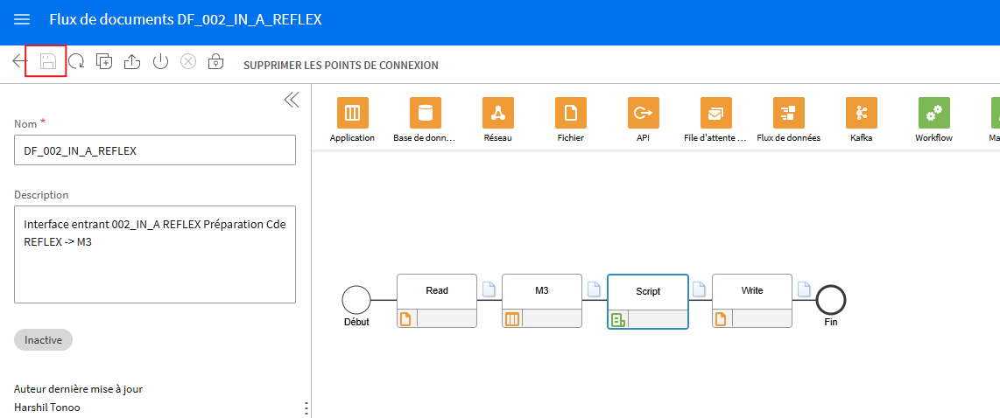 Flux de documents DF_002_IN_A_REFLEX
SUPPRIMER LES POINTS DE CONNEXION
Nom *
DF_002_IN_A_REFLEX
Description
Interface entrant 002_IN_A REFLEX Préparation Cde
REFLEX -> M3
Inactive
Auteur dernière mise à jour
Harshil Tonoo
Application
Base de donn...
Réseau
Fichier
API
File d'attente ...
Flux de données
Kafka
Workflow
Ma
Début
Read
M3
Script
Write
Fin